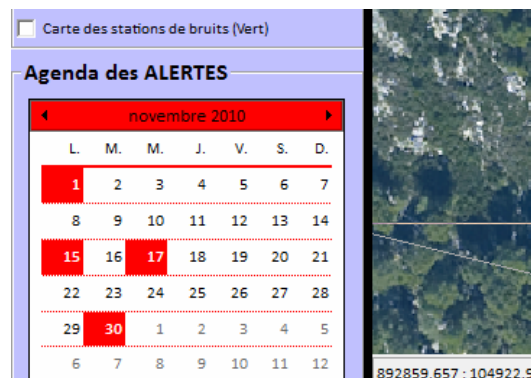 Carte des stations de bruits (Vert)
Agenda des ALERTES
novembre 2010
L. M. M. J. V. S. D.
1 2 3 4 5 6 7
8 9 10 11 12 13 14
15 16 17 18 19 20 21
22 23 24 25 26 27 28
29 30 1 2 3 4 5
6 7 8 9 10 11 12
892859.657 : 104922.